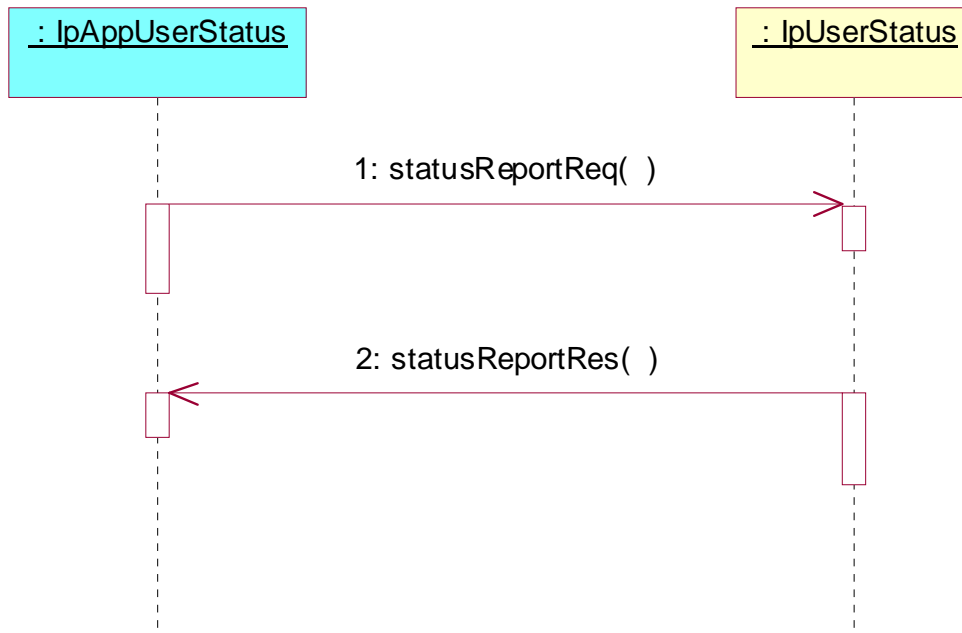 : IpAppUserStatus
: IpUserStatus
1: statusReportReq( )
2: statusReportRes( )